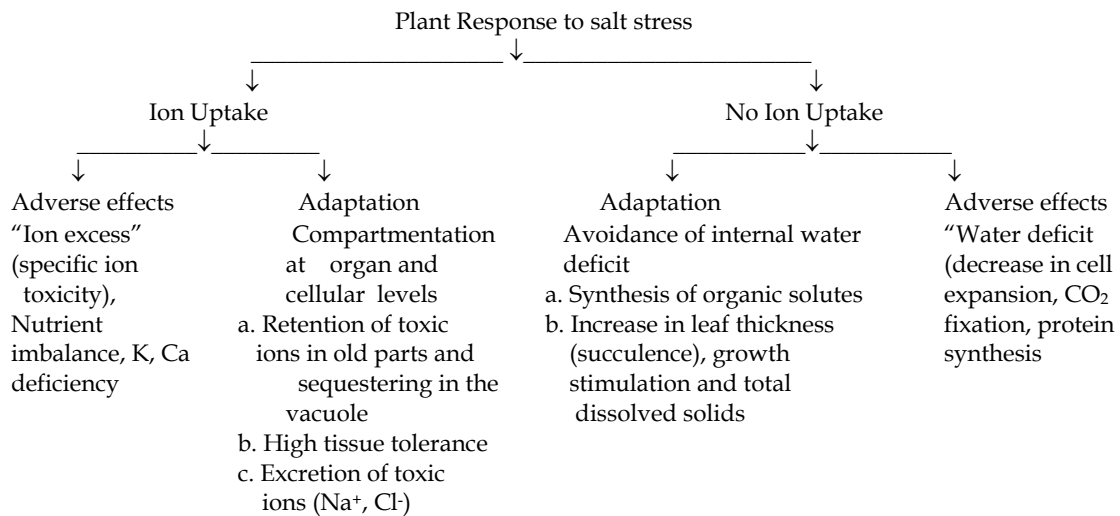 Plant Response to salt stress
Ion Uptake
No Ion Uptake
Adverse effects
"Ion excess"
(specific ion
toxicity),
Nutrient
imbalance, K, Ca
deficiency
Adaptation
Compartmentation
at organ and
cellular levels
a. Retention of toxic
ions in old parts and
sequestering in the
vacuole
b. High tissue tolerance
c. Excretion of toxic
ions (Na⁺, Cl⁻)
Adaptation
Avoidance of internal water
deficit
a. Synthesis of organic solutes
b. Increase in leaf thickness
(succulence), growth
stimulation and total
dissolved solids
Adverse effects
"Water deficit
(decrease in cell
expansion, CO₂
fixation, protein
synthesis